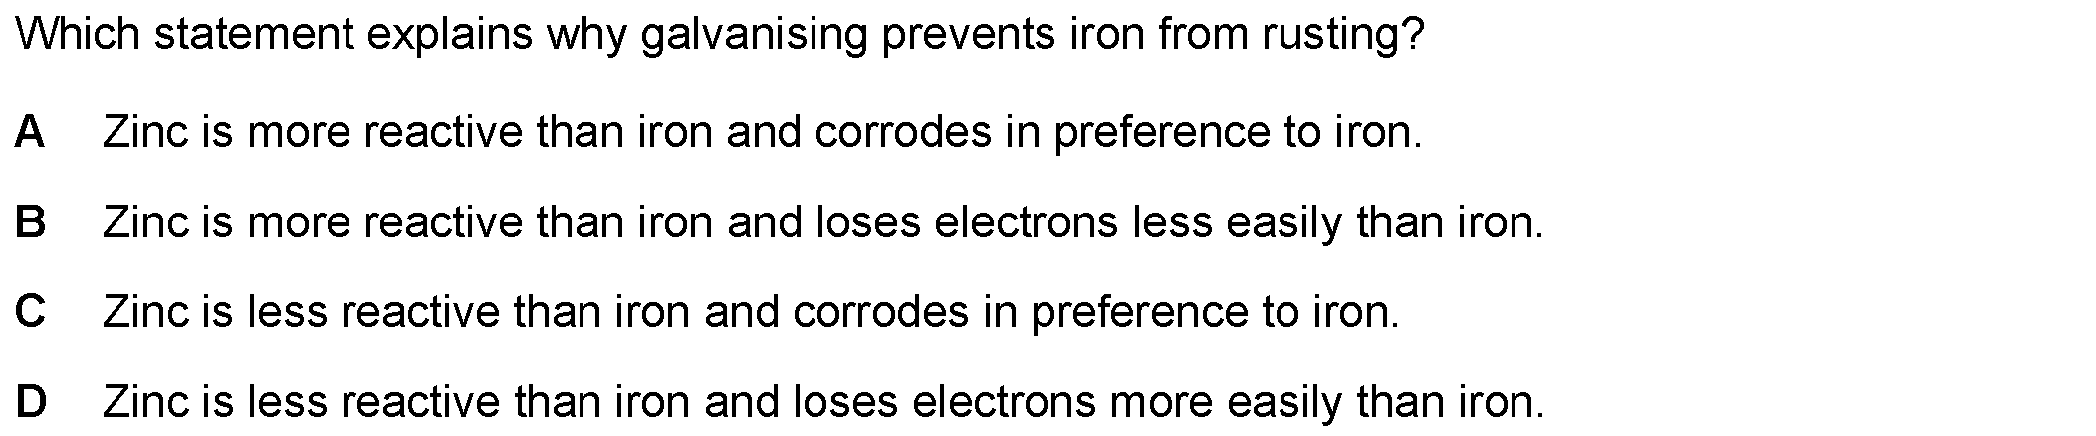 Which statement explains why galvanising prevents iron from rusting?
A Zinc is more reactive than iron and corrodes in preference to iron.
B Zinc is more reactive than iron and loses electrons less easily than iron.
C Zinc is less reactive than iron and corrodes in preference to iron.
D Zinc is less reactive than iron and loses electrons more easily than iron.